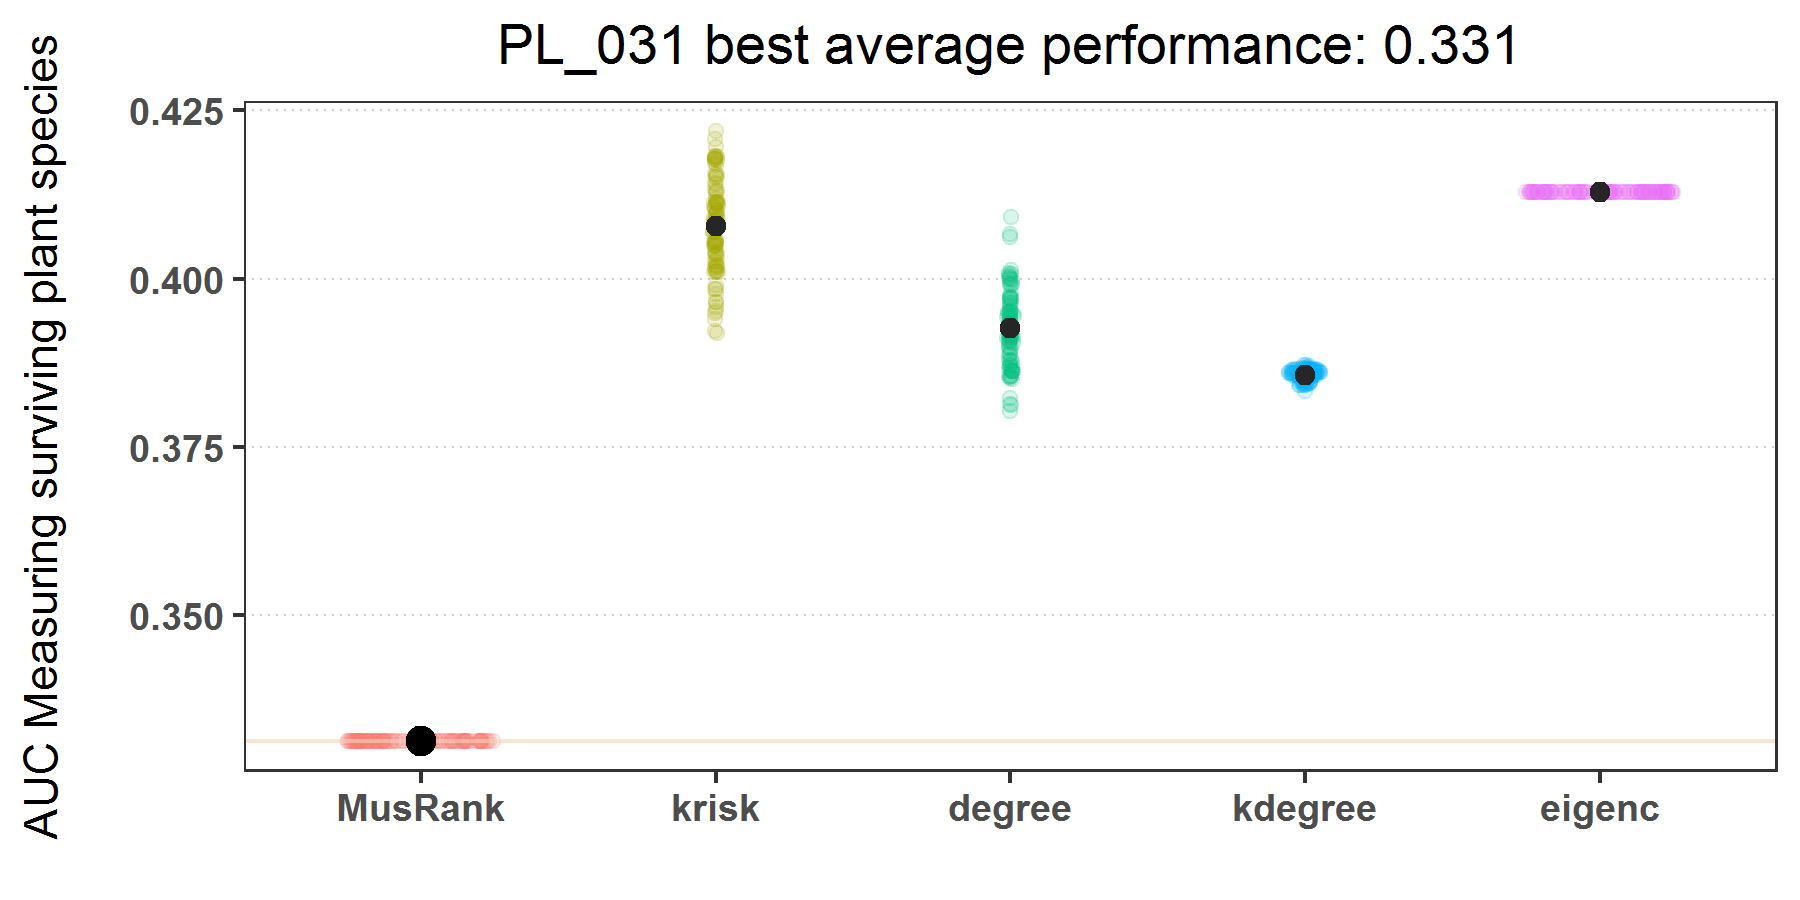 PL_031 best average performance: 0.331
AUC Measuring surviving plant species
0.425
0.400
0.375
0.350
MusRank krisk degree kdegree eigenc